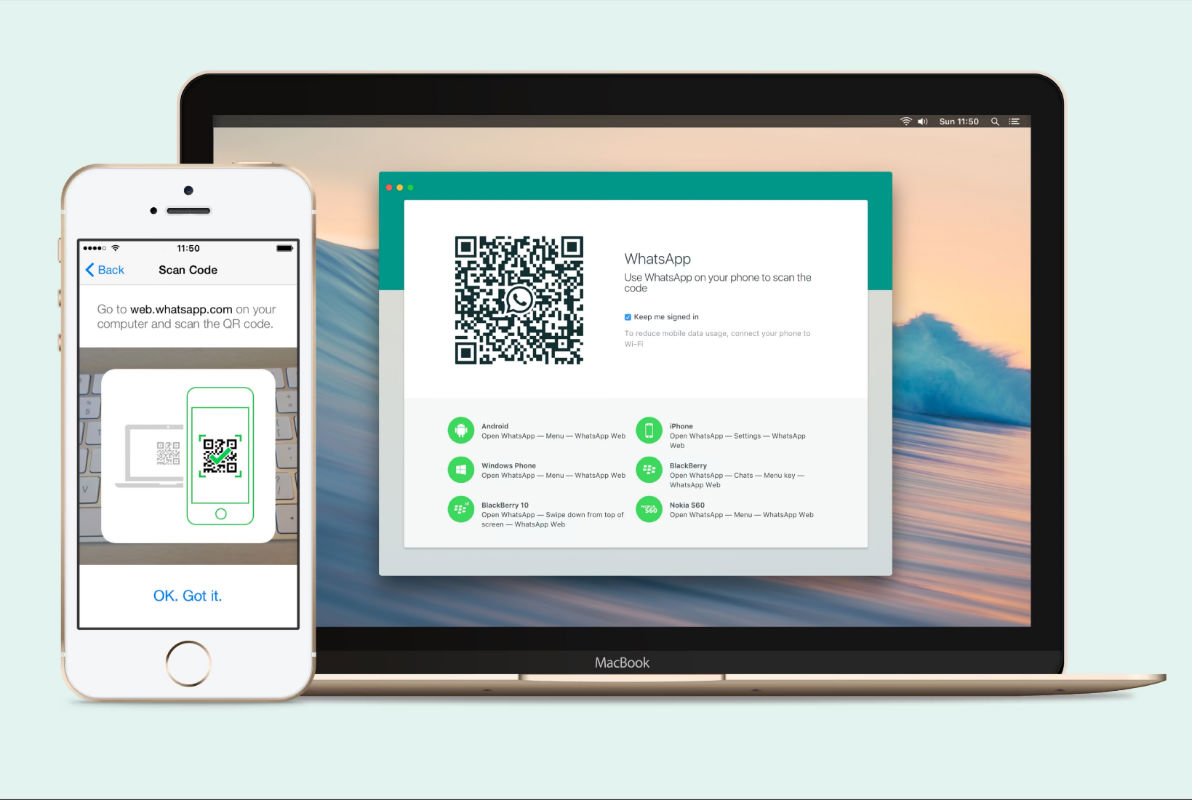 11:50
Back
Scan Code
Go to web.whatsapp.com on your
computer and scan the QR code.
OK. Got it.
Sun 11:50
WhatsApp
Use WhatsApp on your phone to scan the
code
Keep me signed in
To reduce mobile data usage, connect your phone to
Wi-Fi
Android
Open WhatsApp — Menu — WhatsApp Web
iPhone
Open WhatsApp — Settings — WhatsApp
Web
Windows Phone
Open WhatsApp — Menu — WhatsApp Web
BlackBerry
Open WhatsApp — Chats — Menu key —
WhatsApp Web
BlackBerry 10
Open WhatsApp — Swipe down from top of
screen — WhatsApp Web
Nokia S60
Open WhatsApp — Menu — WhatsApp Web
MacBook